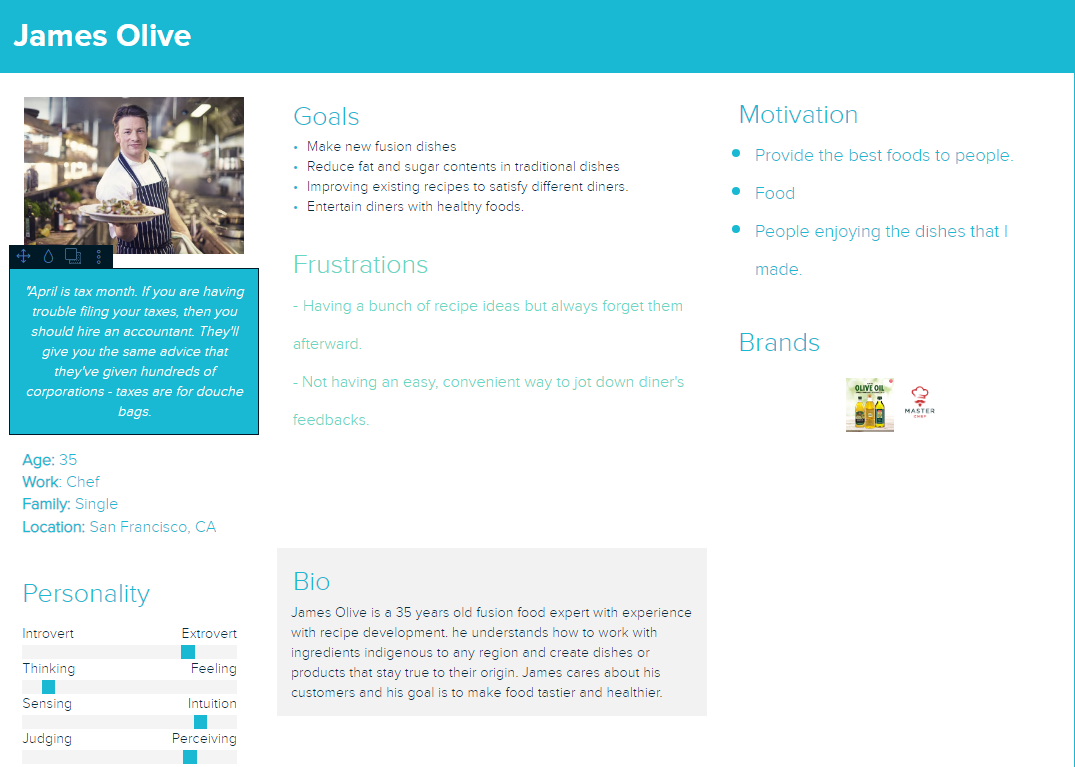 James Olive
"April is tax month. If you are having
trouble filing your taxes, then you
should hire an accountant. They'll
give you the same advice that
they've given hundreds of
corporations - taxes are for douche
bags.
Age: 35
Work: Chef
Family: Single
Location: San Francisco, CA
Personality
Introvert Extrovert
Thinking Feeling
Sensing Intuition
Judging Perceiving
Goals
• Make new fusion dishes
• Reduce fat and sugar contents in traditional dishes
• Improving existing recipes to satisfy different diners.
• Entertain diners with healthy foods.
Frustrations
- Having a bunch of recipe ideas but always forget them
afterward.
- Not having an easy, convenient way to jot down diner's
feedbacks.
Bio
James Olive is a 35 years old fusion food expert with experience
with recipe development. he understands how to work with
ingredients indigenous to any region and create dishes or
products that stay true to their origin. James cares about his
customers and his goal is to make food tastier and healthier.
Motivation
• Provide the best foods to people.
• Food
• People enjoying the dishes that I
made.
Brands
OLIVE OIL
MASTER
CHEF